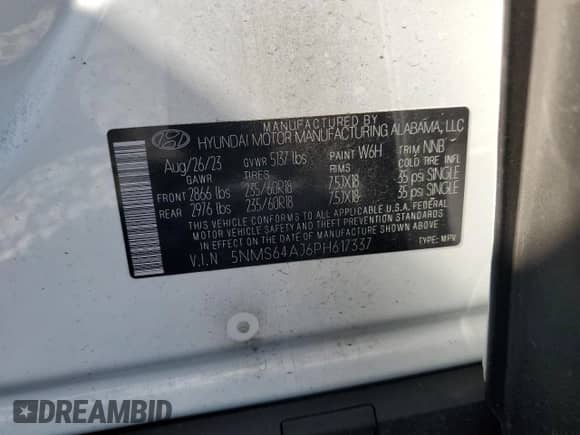 MANUFACTURED BY
HYUNDAI MOTOR MANUFACTURING ALABAMA, LLC
Aug/26/23 GVWR 5137 lbs PAINT W6H TRIM NNB
GAWR TIRES RIMS COLD TIRE INFL.
FRONT 2866 lbs 235/60R18 7.5JX18 35 psi SINGLE
REAR 2976 lbs 235/60R18 7.5JX18 35 psi SINGLE
THIS VEHICLE CONFORMS TO ALL APPLICABLE U.S.A. FEDERAL
MOTOR VEHICLE SAFETY AND THEFT PREVENTION STANDARDS
IN EFFECT ON THE DATE OF MANUFACTURE SHOWN ABOVE.
V.I.N 5NMS64AJ6PH617337 TYPE: MPV
DREAMBID